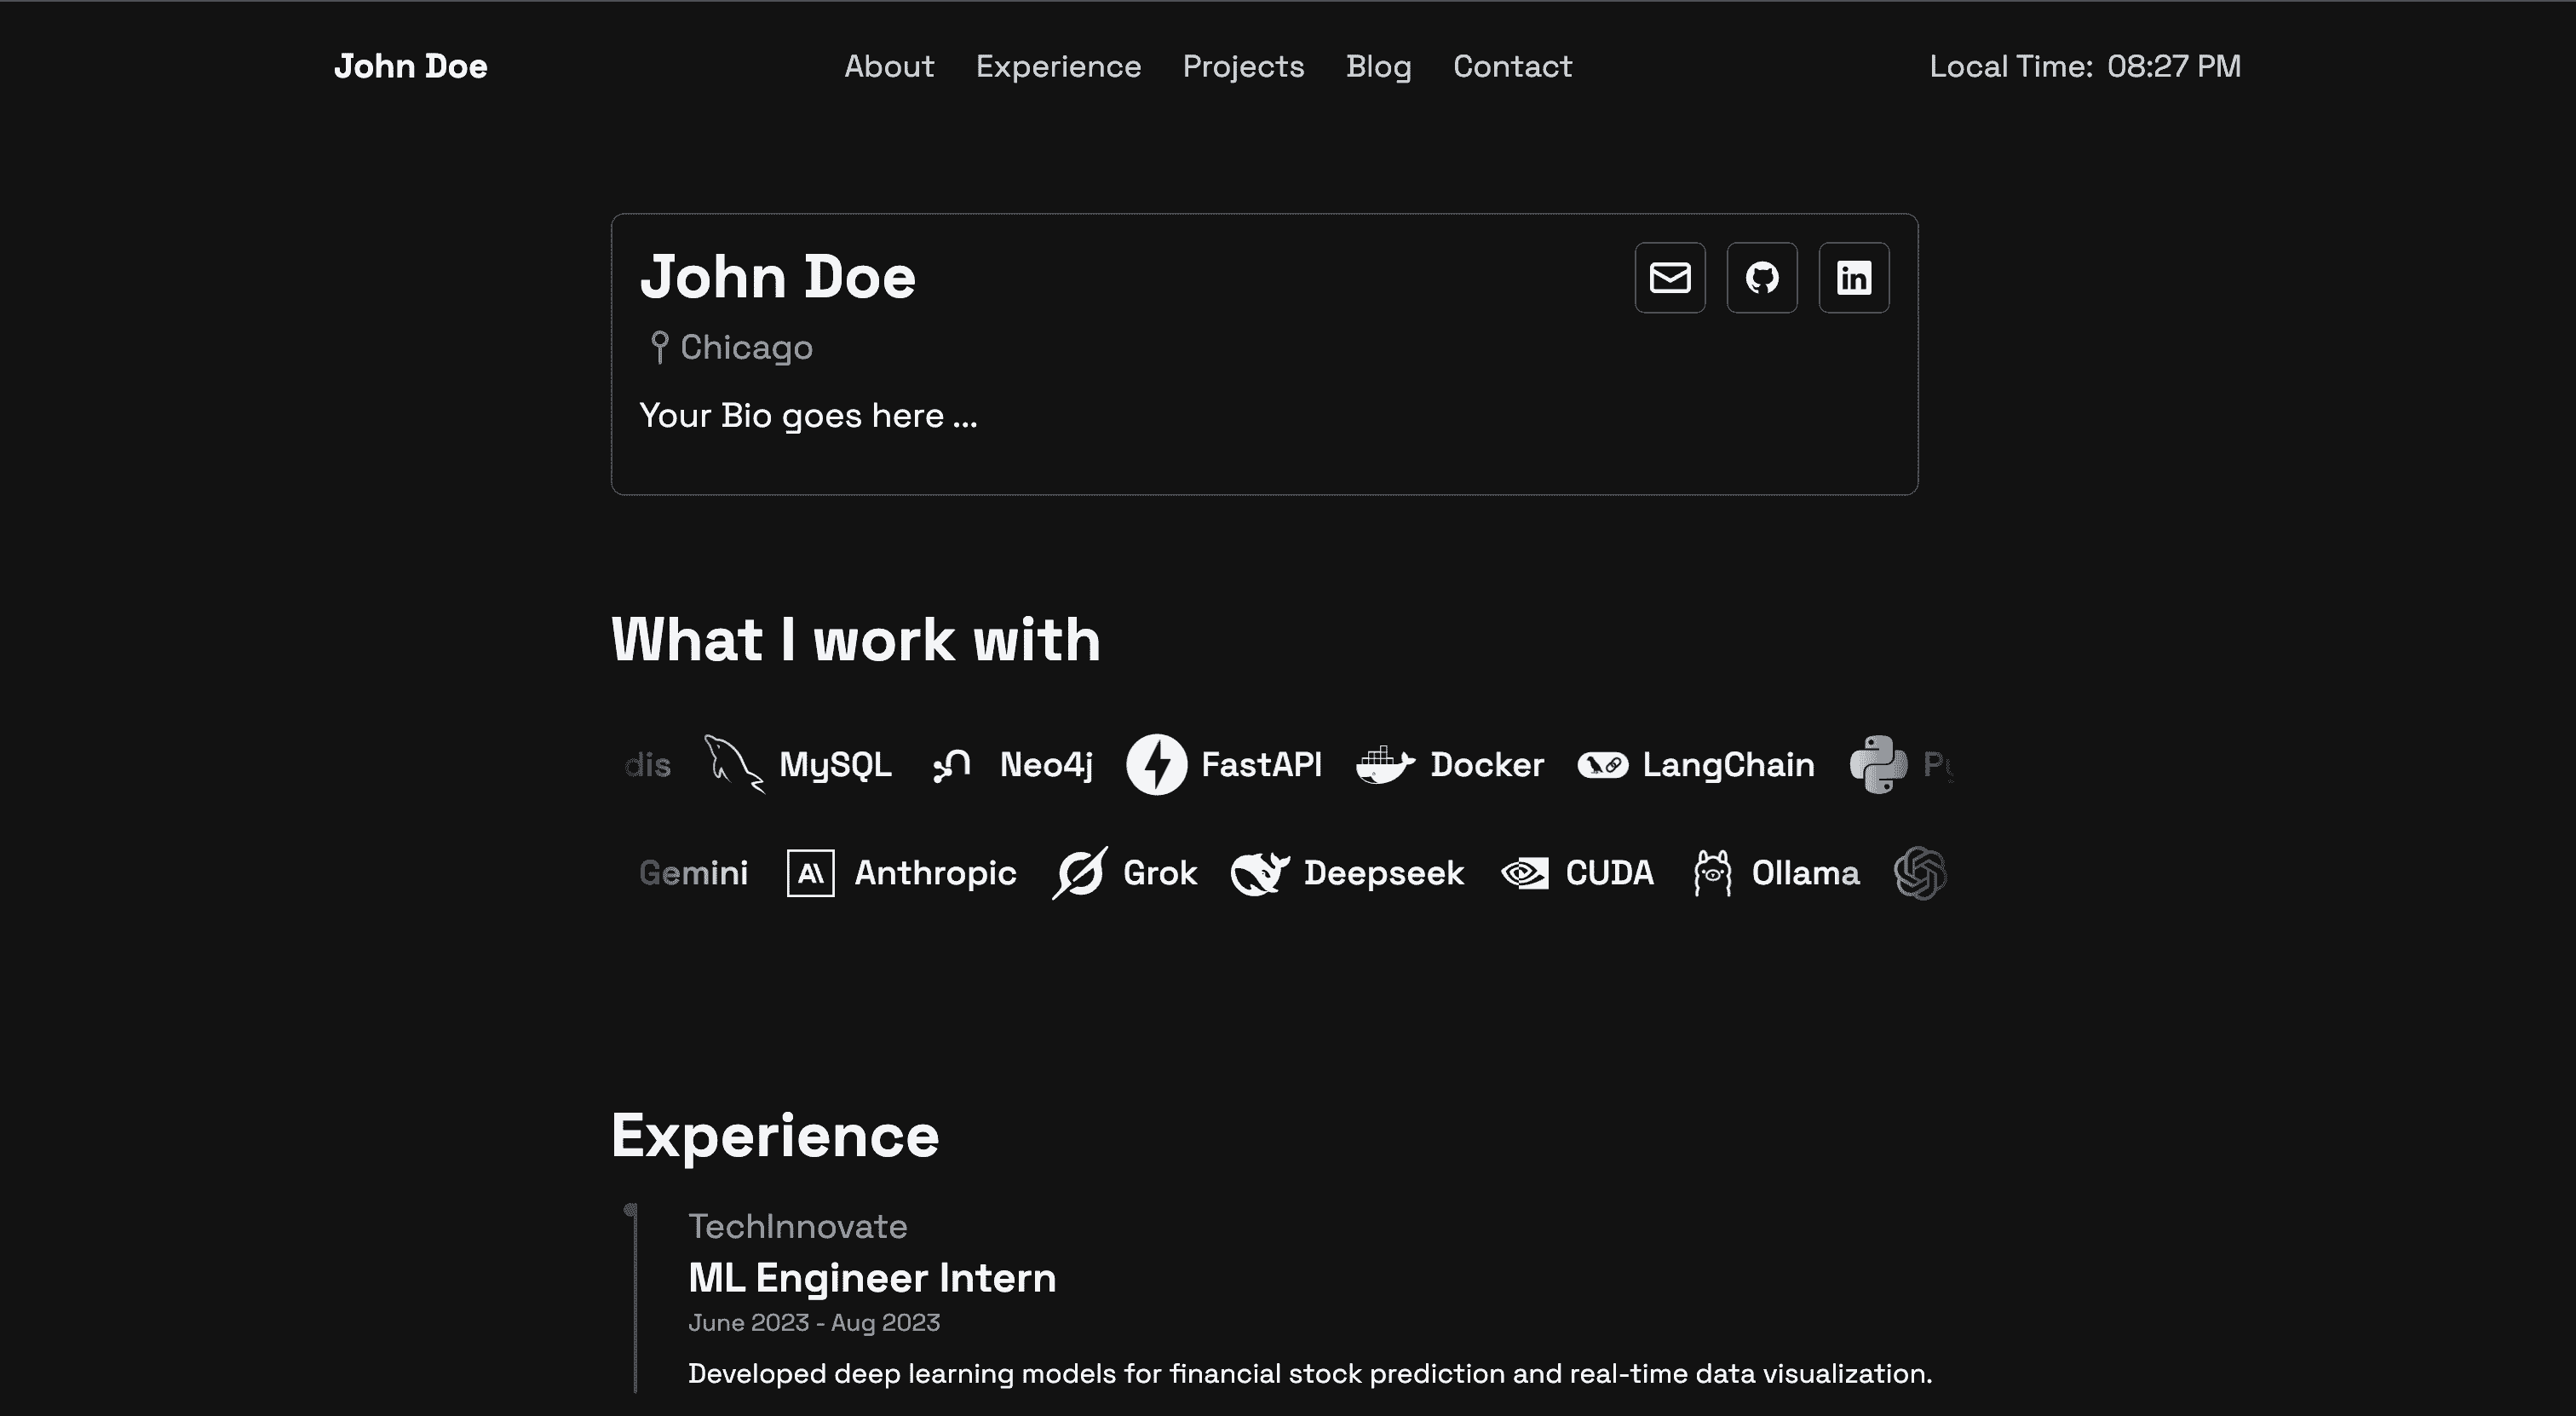 John Doe
About Experience Projects Blog Contact
Local Time: 08:27 PM
John Doe
Chicago
Your Bio goes here ...
What I work with
dis MySQL Neo4j FastAPI Docker LangChain Py
Gemini Anthropic Grok Deepseek CUDA Ollama
Experience
TechInnovate
ML Engineer Intern
June 2023 - Aug 2023
Developed deep learning models for financial stock prediction and real-time data visualization.